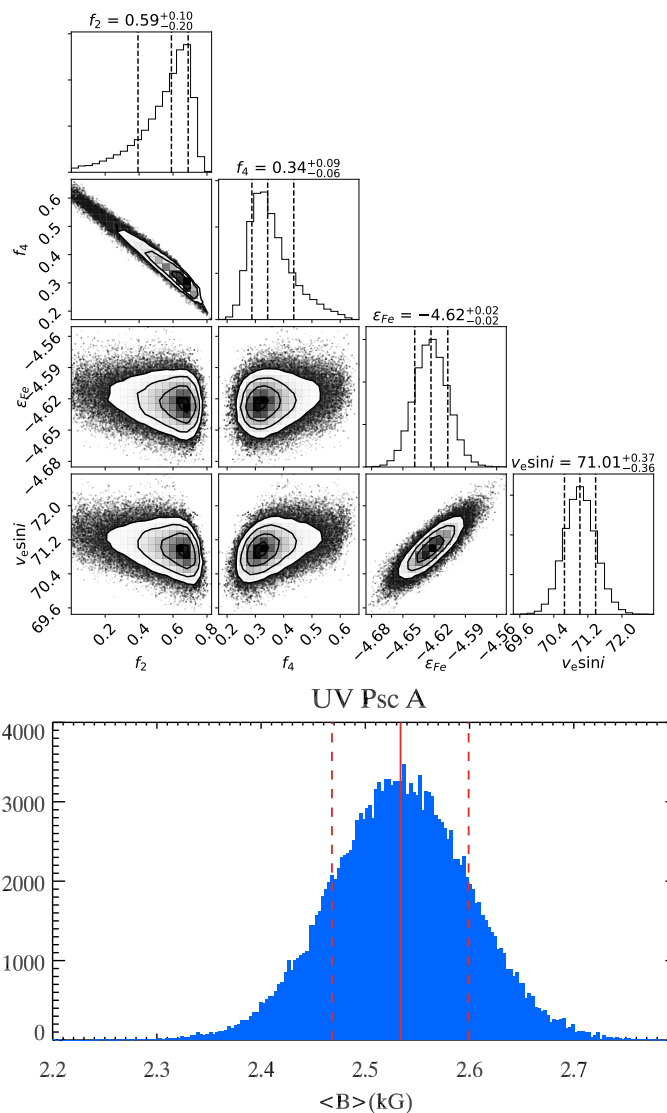 f₂ = 0.59⁺⁰·¹⁰₋₀.₂₀
f₄ = 0.34⁺⁰·⁰⁹₋₀.₀₆
0.6
0.5
0.4
0.3
0.2
f₄
ε_Fe = −4.62⁺⁰·⁰²₋₀.₀₂
−4.56
−4.59
−4.62
−4.65
−4.68
ε_Fe
v_e sin i = 71.01⁺⁰·³⁷₋₀.₃₆
72.0
71.2
70.4
69.6
v_e sin i
0.0 0.2 0.4 0.6 0.8
f₂
0.2 0.3 0.4 0.5 0.6
f₄
−4.68 −4.65 −4.62 −4.59 −4.56
ε_Fe
69.6 70.4 71.2 72.0
v_e sin i
UV Psc A
4000
3000
2000
1000
0
2.2 2.3 2.4 2.5 2.6 2.7
<B>(kG)